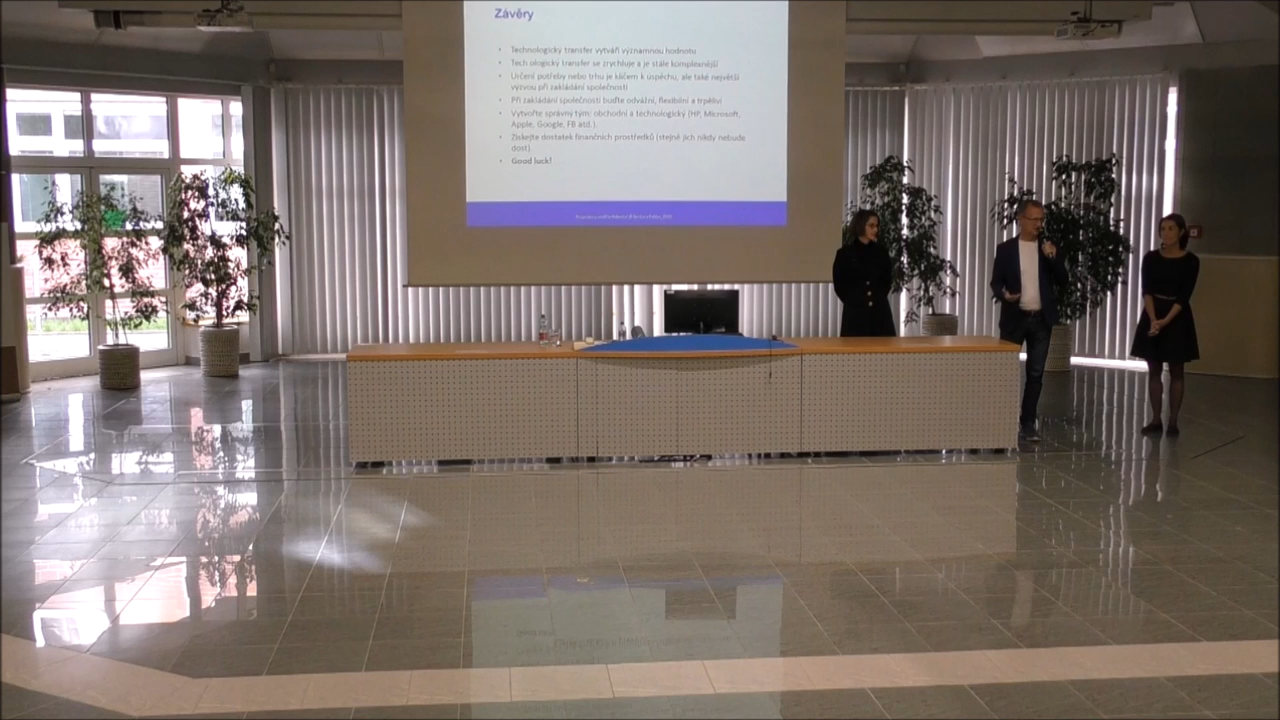 Závěry
• Technologický transfer vytváří významnou hodnotu
• Tech ologický transfer se zrychluje a je stále komplexnější
• Určení potřeby nebo trhu je klíčem k úspěchu, ale také největší
výzvou při zakládání společnosti
• Při zakládání společnosti buďte odvážní, flexibilní a trpěliví
• Vytvořte správný tým: obchodní a technologický (HP, Microsoft,
Apple, Google, FB atd.).
• Získejte dostatek finančních prostředků (stejně jich nikdy nebude
dost).
• Good luck!